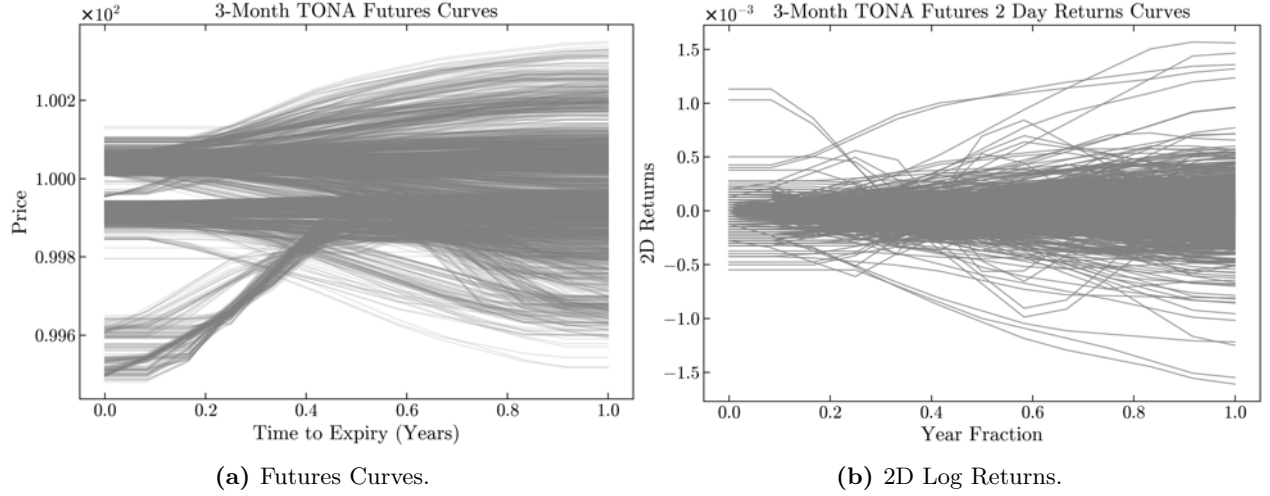 3-Month TONA Futures Curves
×10²
1.002
1.000
0.998
0.996
Price
0.0 0.2 0.4 0.6 0.8 1.0
Time to Expiry (Years)
(a) Futures Curves.
3-Month TONA Futures 2 Day Returns Curves
×10⁻³
1.5
1.0
0.5
0.0
−0.5
−1.0
−1.5
2D Returns
0.0 0.2 0.4 0.6 0.8 1.0
Year Fraction
(b) 2D Log Returns.